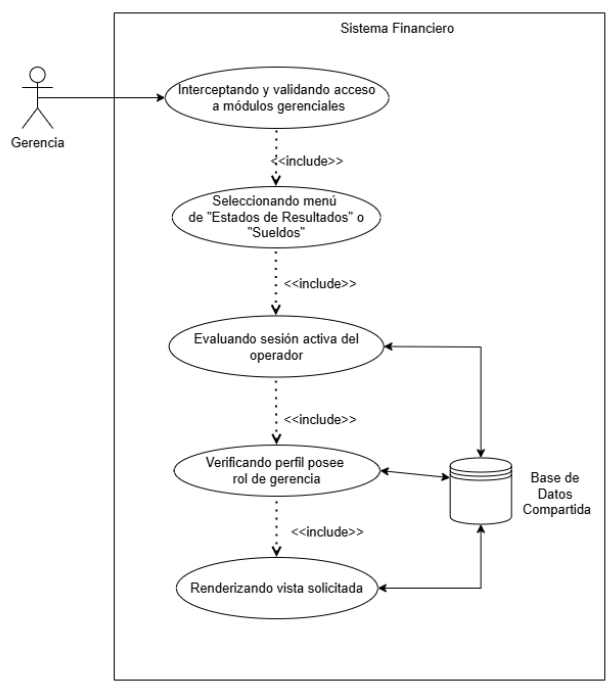 Sistema Financiero
Interceptando y validando acceso
a módulos gerenciales
Gerencia
<<include>>
Seleccionando menú
de "Estados de Resultados" o
"Sueldos"
<<include>>
Evaluando sesión activa del
operador
<<include>>
Verificando perfil posee
rol de gerencia
Base de
Datos
Compartida
<<include>>
Renderizando vista solicitada